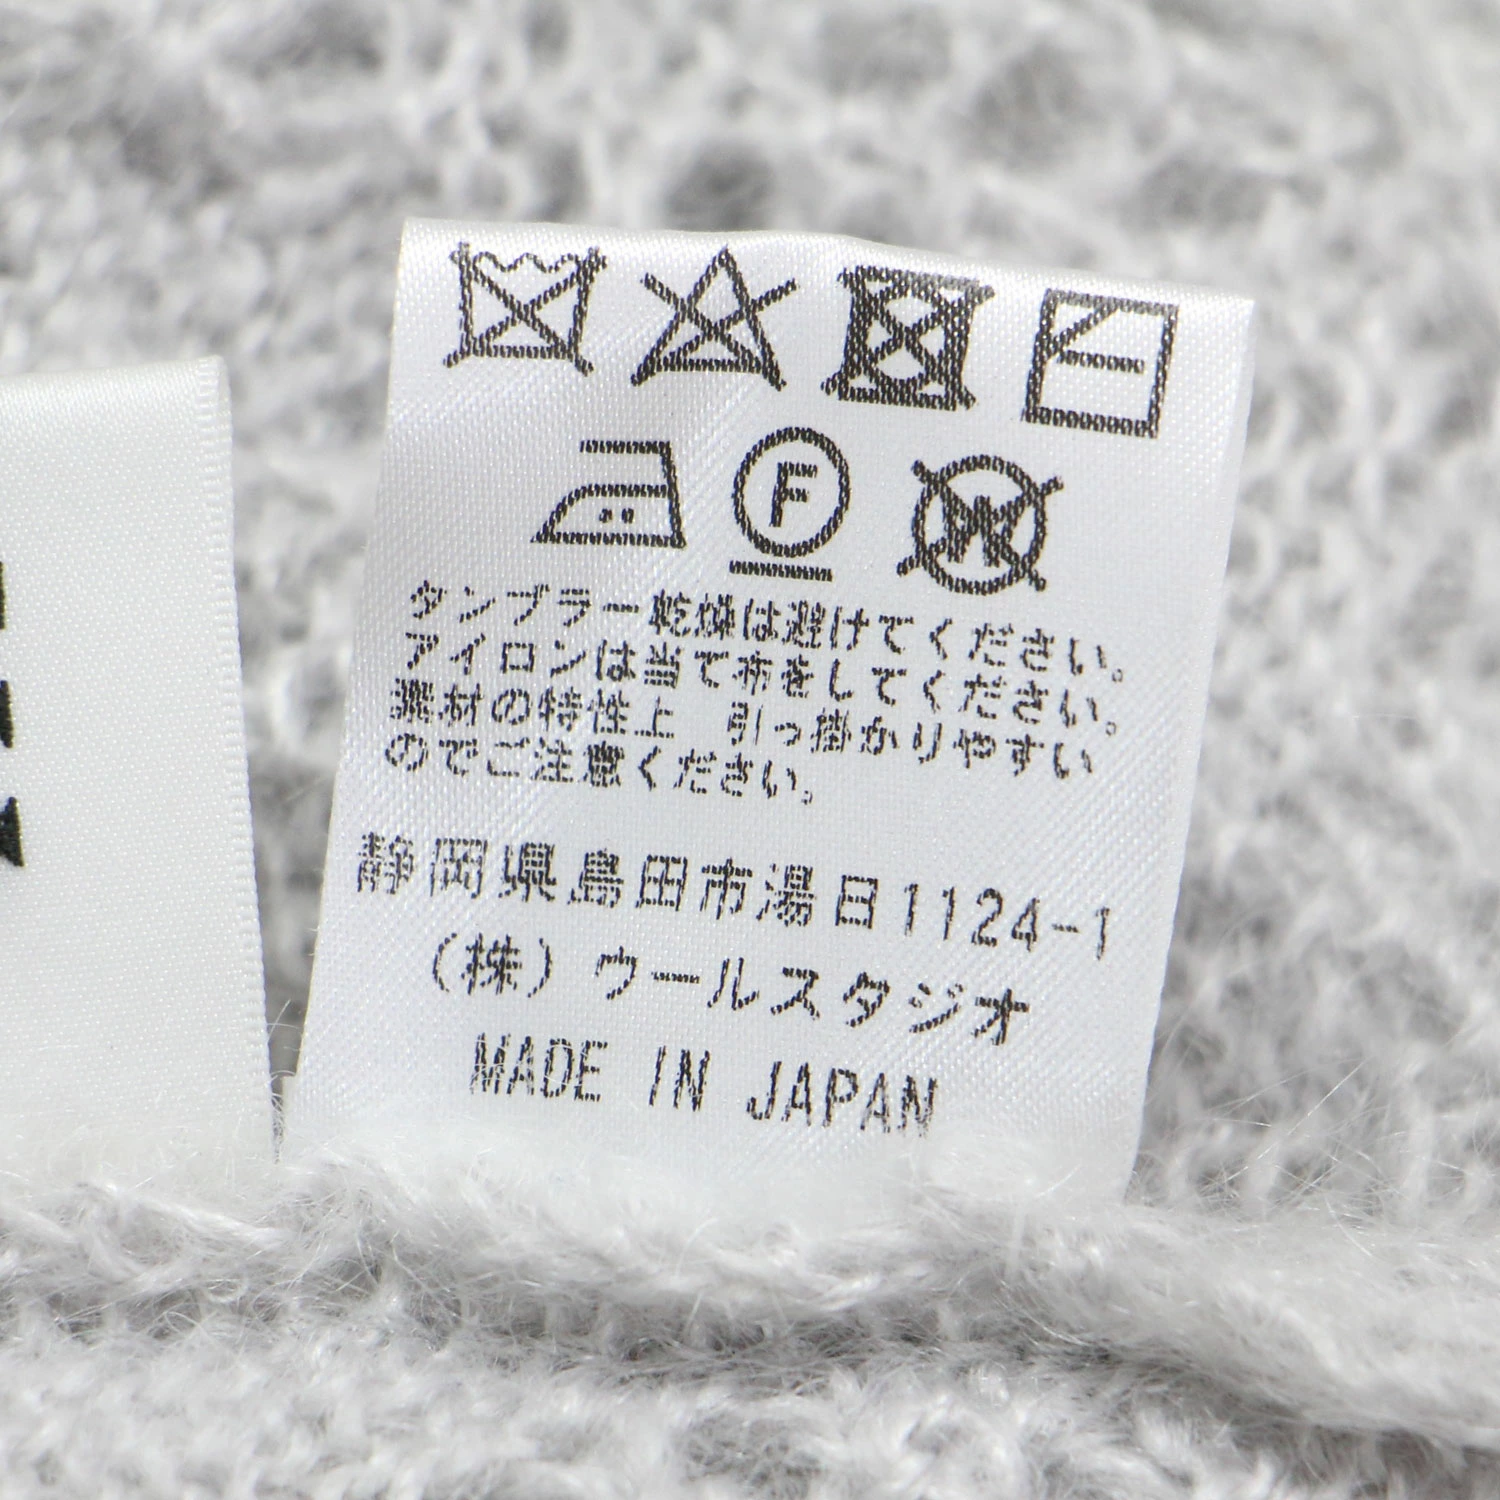 F
W
タンブラー乾燥は避けてください。
アイロンは当て布をしてください。
素材の特性上 引っ掛かりやすい
のでご注意ください。
静岡県島田市湯日1124-1
(株)ウールスタジオ
MADE IN JAPAN